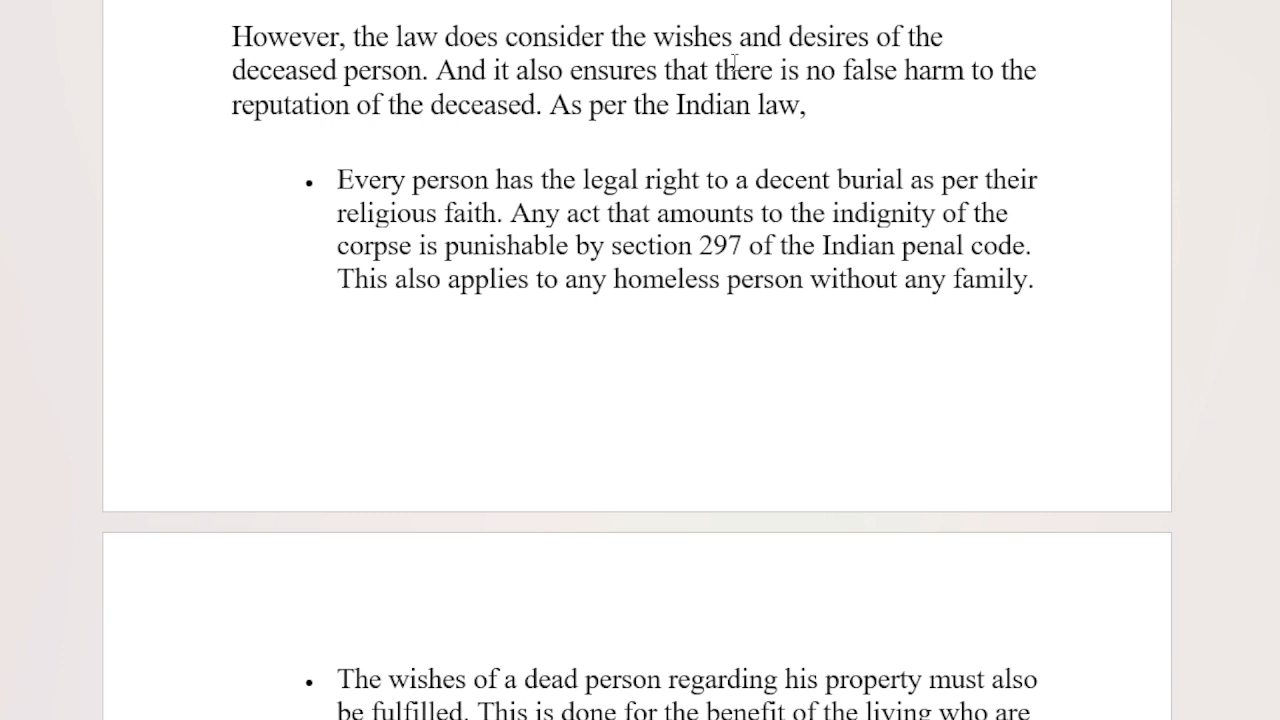 However, the law does consider the wishes and desires of the
deceased person. And it also ensures that there is no false harm to the
reputation of the deceased. As per the Indian law,
• Every person has the legal right to a decent burial as per their
religious faith. Any act that amounts to the indignity of the
corpse is punishable by section 297 of the Indian penal code.
This also applies to any homeless person without any family.
• The wishes of a dead person regarding his property must also
be fulfilled. This is done for the benefit of the living who are